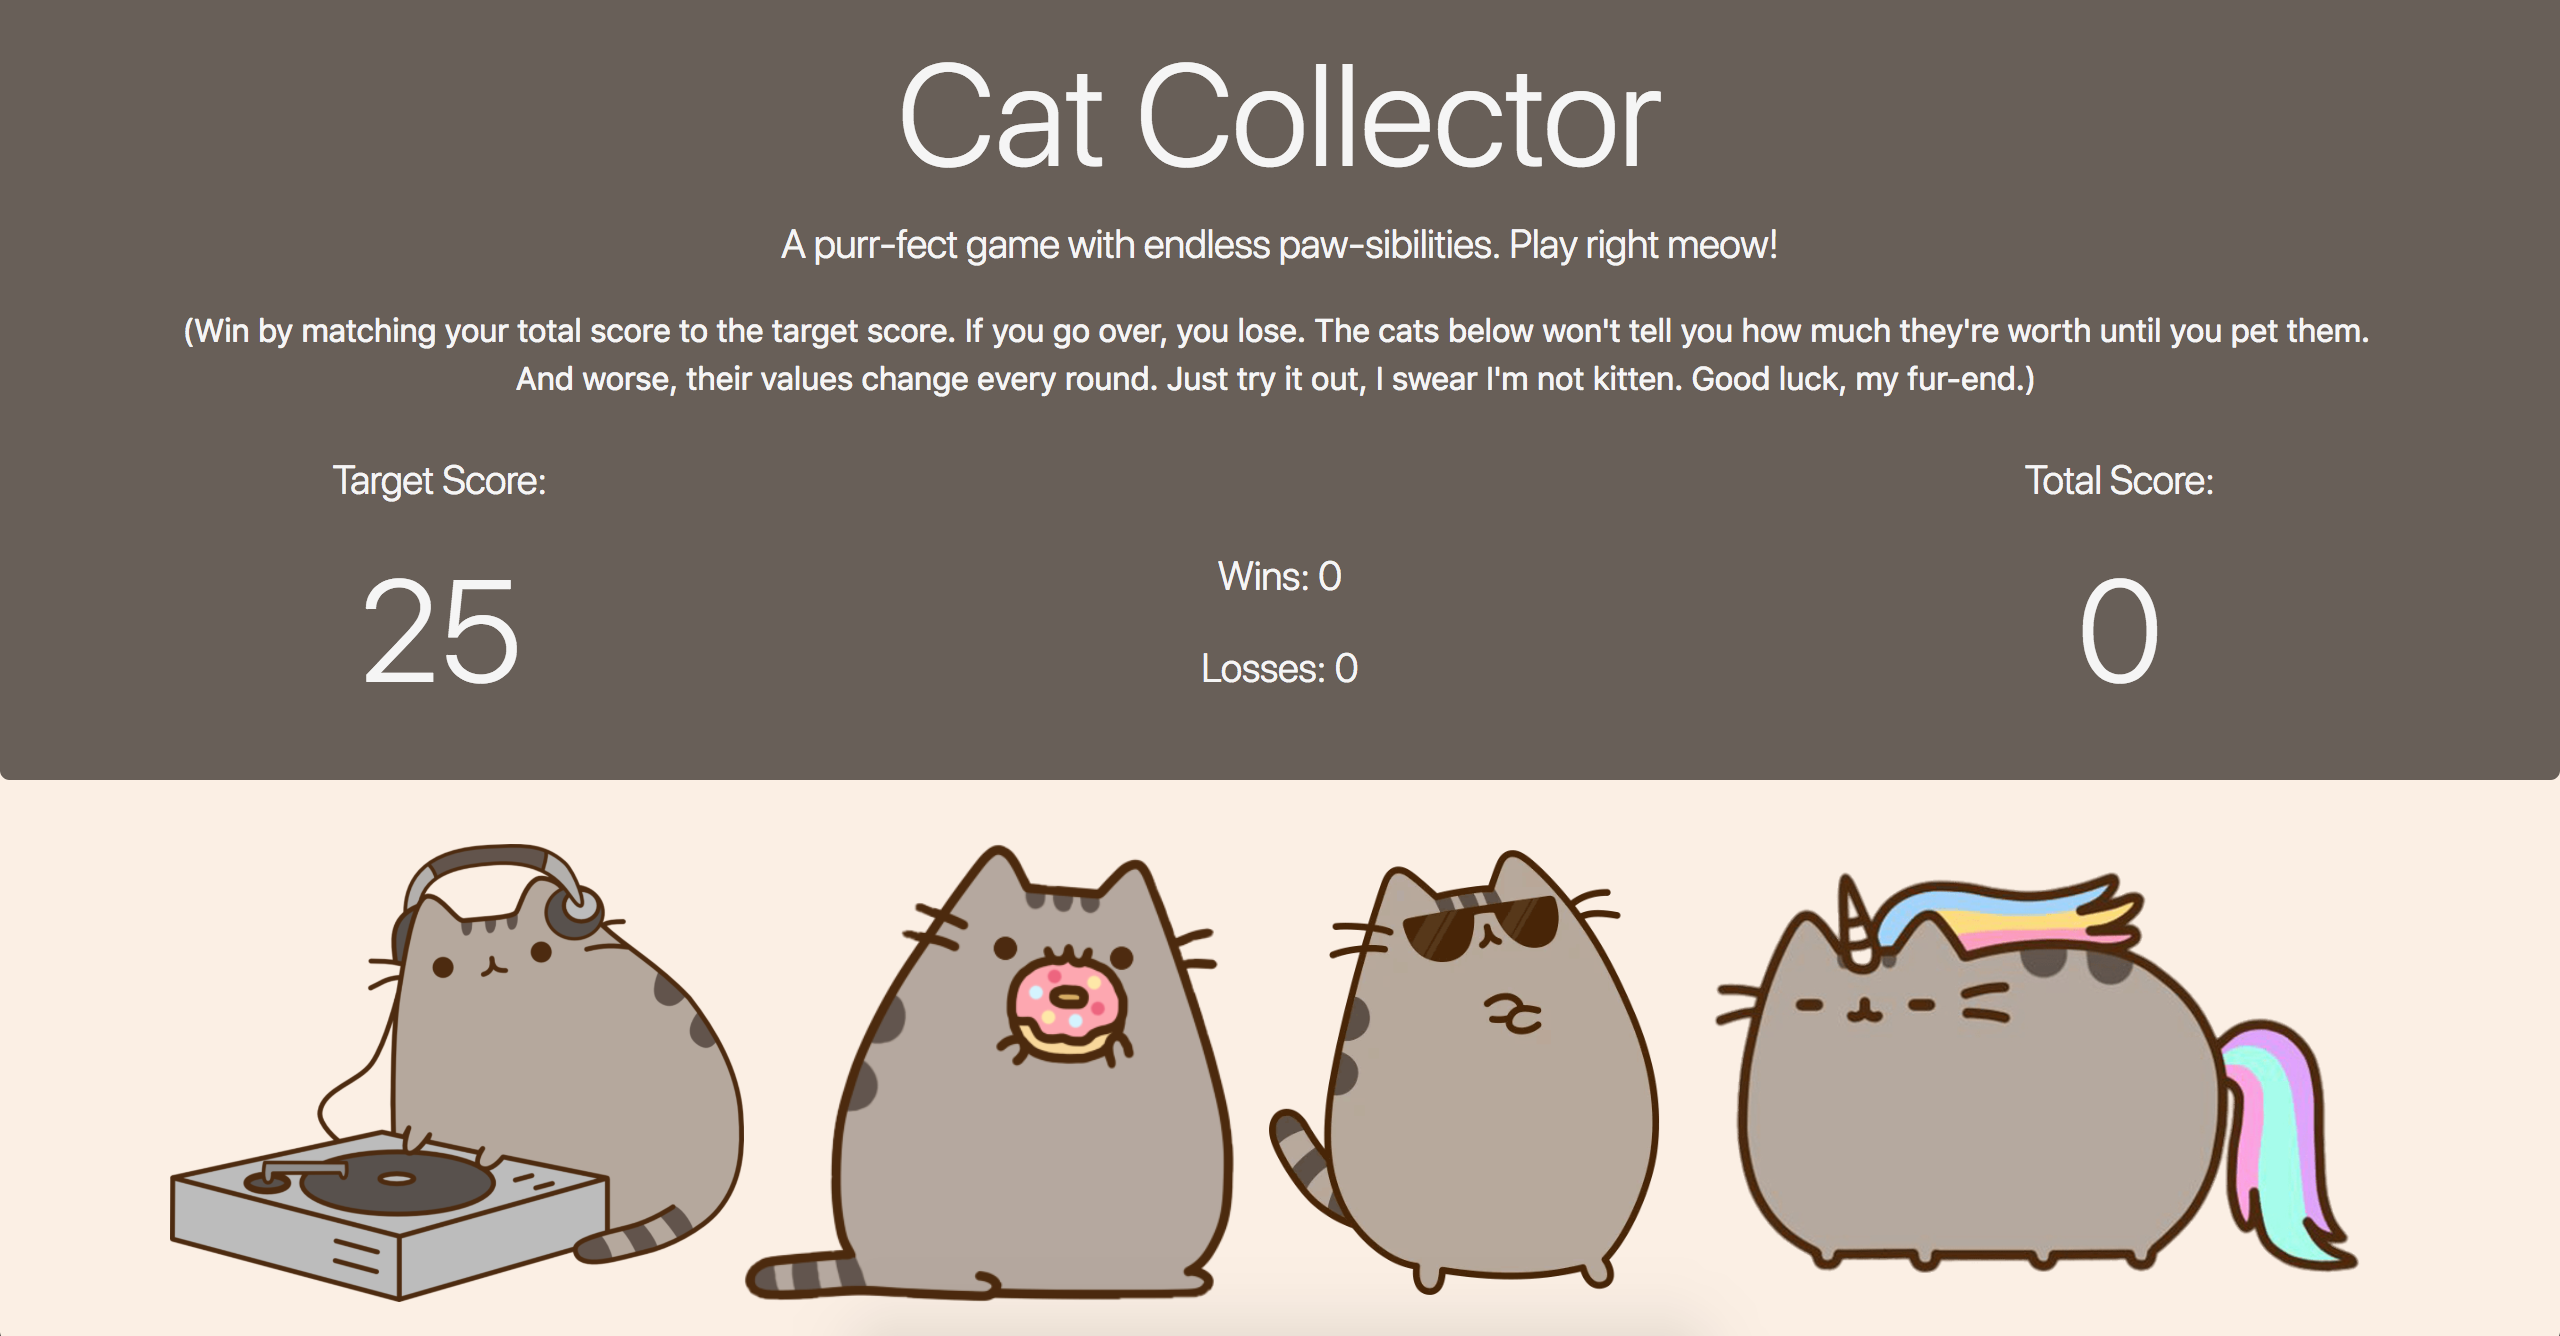 Cat Collector
A purr-fect game with endless paw-sibilities. Play right meow!
(Win by matching your total score to the target score. If you go over, you lose. The cats below won't tell you how much they're worth until you pet them.
And worse, their values change every round. Just try it out, I swear I'm not kitten. Good luck, my fur-end.)
Target Score:
25
Wins: 0
Losses: 0
Total Score:
0